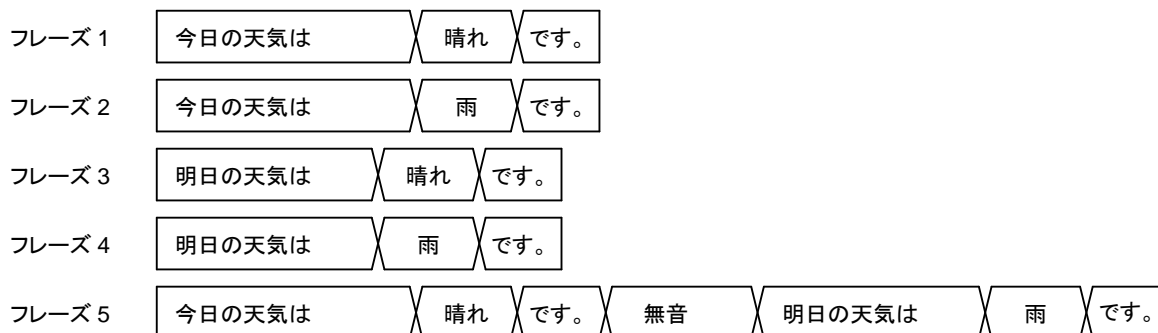 フレーズ 1 今日の天気は 晴れ です。
フレーズ 2 今日の天気は 雨 です。
フレーズ 3 明日の天気は 晴れ です。
フレーズ 4 明日の天気は 雨 です。
フレーズ 5 今日の天気は 晴れ です。 無音 明日の天気は 雨 です。